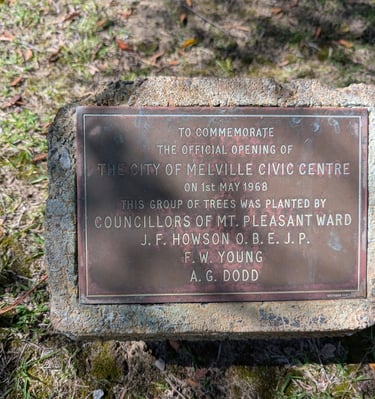 TO COMMEMORATE
THE OFFICIAL OPENING OF
THE CITY OF MELVILLE CIVIC CENTRE
ON 1ST MAY 1968
THIS GROUP OF TREES WAS PLANTED BY
COUNCILLORS OF MT. PLEASANT WARD
J. F. HOWSON O. B. E. J. P.
F. W. YOUNG
A. G. DODD